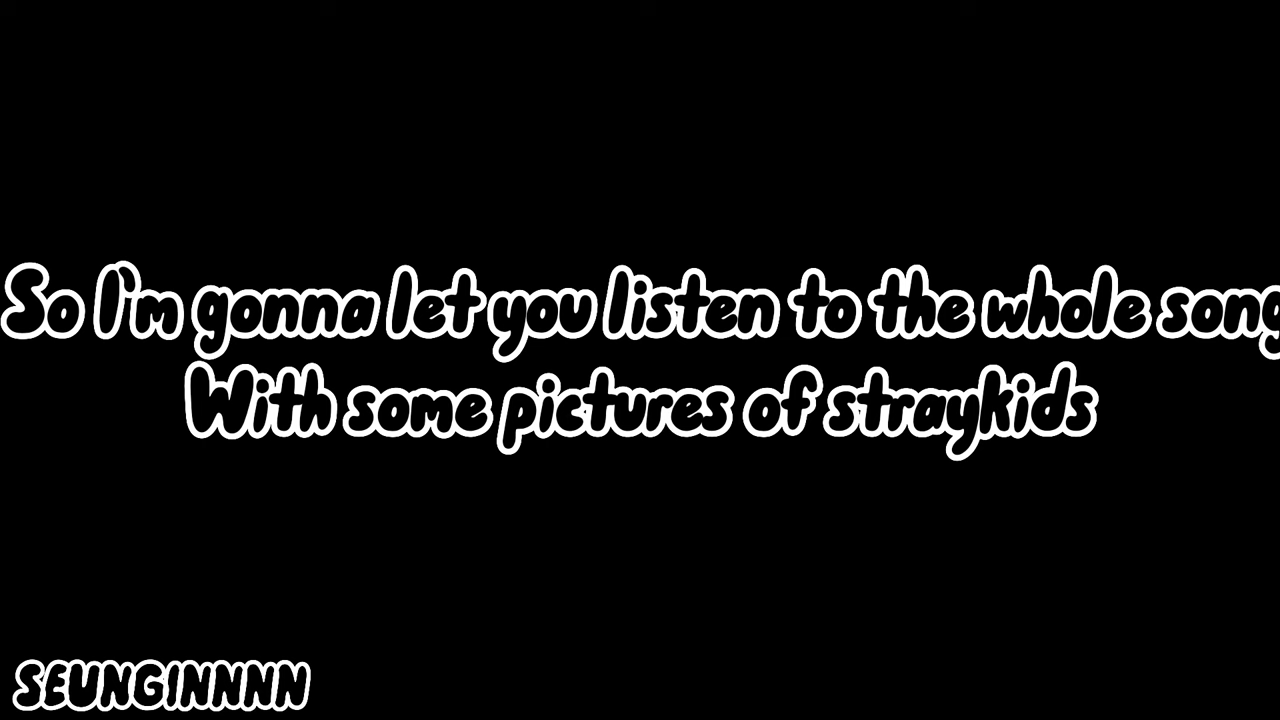 So I'm gonna let you listen to the whole song
With some pictures of straykids
SEUNGINNNN